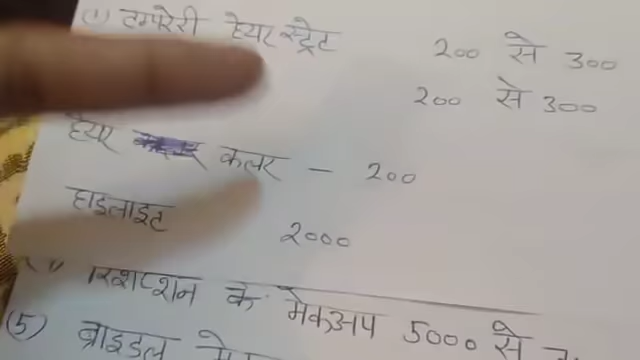 (1) टम्परेरी हेयर स्ट्रेट 200 से 300
200 से 300
हेयर कलर - 200
हाइलाइट 2000
रिशप्शन के मेकअप 5000 से
(5) ब्राइडल